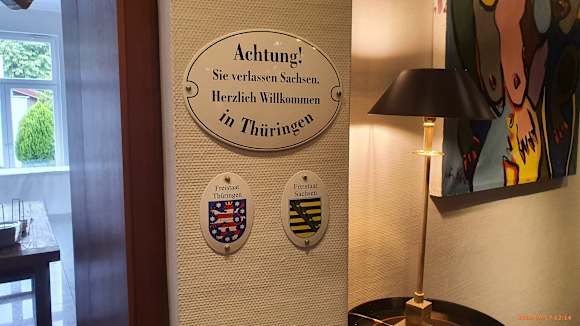 Achtung!
Sie verlassen Sachsen.
Herzlich Willkommen
in Thüringen
Freistaat
Thüringen
Freistaat
Sachsen